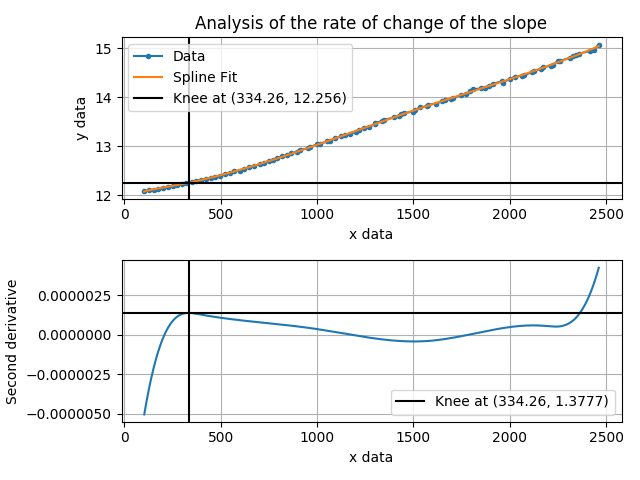 Analysis of the rate of change of the slope
15
14
13
12
y data
Data
Spline Fit
Knee at (334.26, 12.256)
0
500
1000
1500
2000
2500
x data
0.0000025
0.0000000
−0.0000025
−0.0000050
Second derivative
Knee at (334.26, 1.3777)
0
500
1000
1500
2000
2500
x data